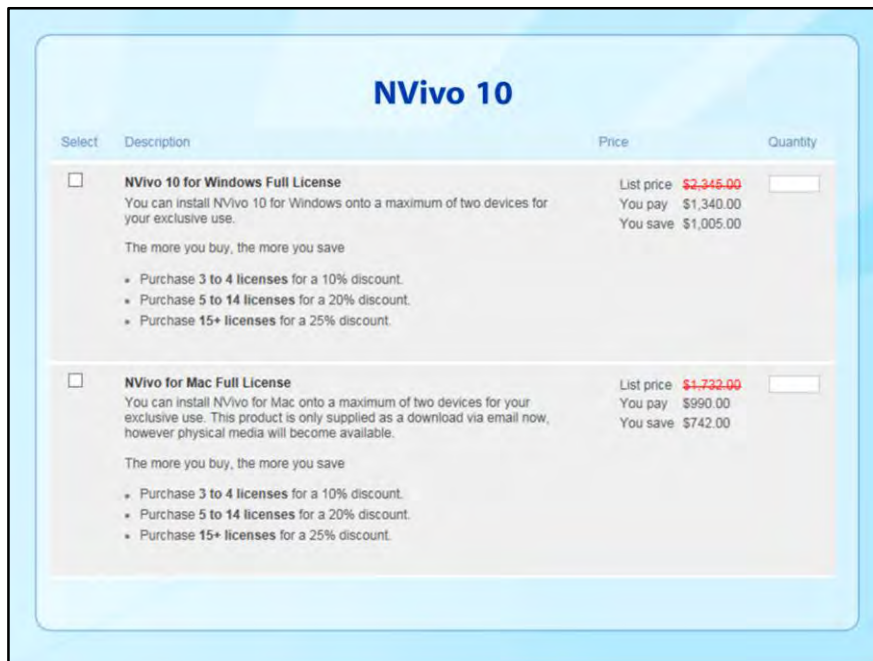 NVivo 10
Select Description Price Quantity
NVivo 10 for Windows Full License
List price $2,345.00
You can install NVivo 10 for Windows onto a maximum of two devices for
You pay $1,340.00
your exclusive use.
You save $1,005.00
The more you buy, the more you save
• Purchase 3 to 4 licenses for a 10% discount.
• Purchase 5 to 14 licenses for a 20% discount.
• Purchase 15+ licenses for a 25% discount.
NVivo for Mac Full License
List price $1,732.00
You can install NVivo for Mac onto a maximum of two devices for your
You pay $990.00
exclusive use. This product is only supplied as a download via email now,
You save $742.00
however physical media will become available.
The more you buy, the more you save
• Purchase 3 to 4 licenses for a 10% discount.
• Purchase 5 to 14 licenses for a 20% discount.
• Purchase 15+ licenses for a 25% discount.